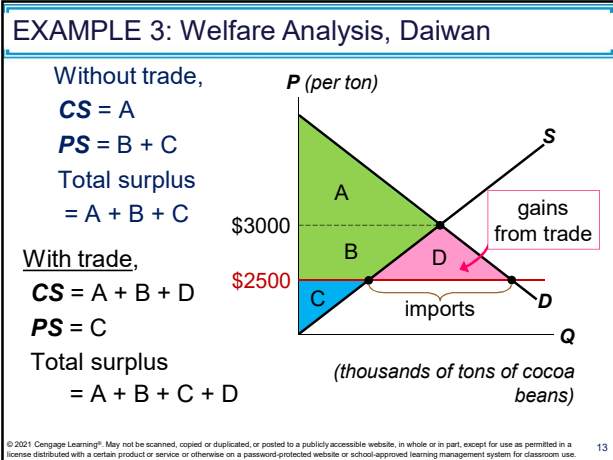 EXAMPLE 3: Welfare Analysis, Daiwan
Without trade,
CS = A
PS = B + C
Total surplus
= A + B + C
With trade,
CS = A + B + D
PS = C
Total surplus
= A + B + C + D
P (per ton)
S
A
gains
from trade
$3000
B
D
$2500
C
imports
D
Q
(thousands of tons of cocoa
beans)
© 2021 Cengage Learning®. May not be scanned, copied or duplicated, or posted to a publicly accessible website, in whole or in part, except for use as permitted in a
license distributed with a certain product or service or otherwise on a password-protected website or school-approved learning management system for classroom use.
13